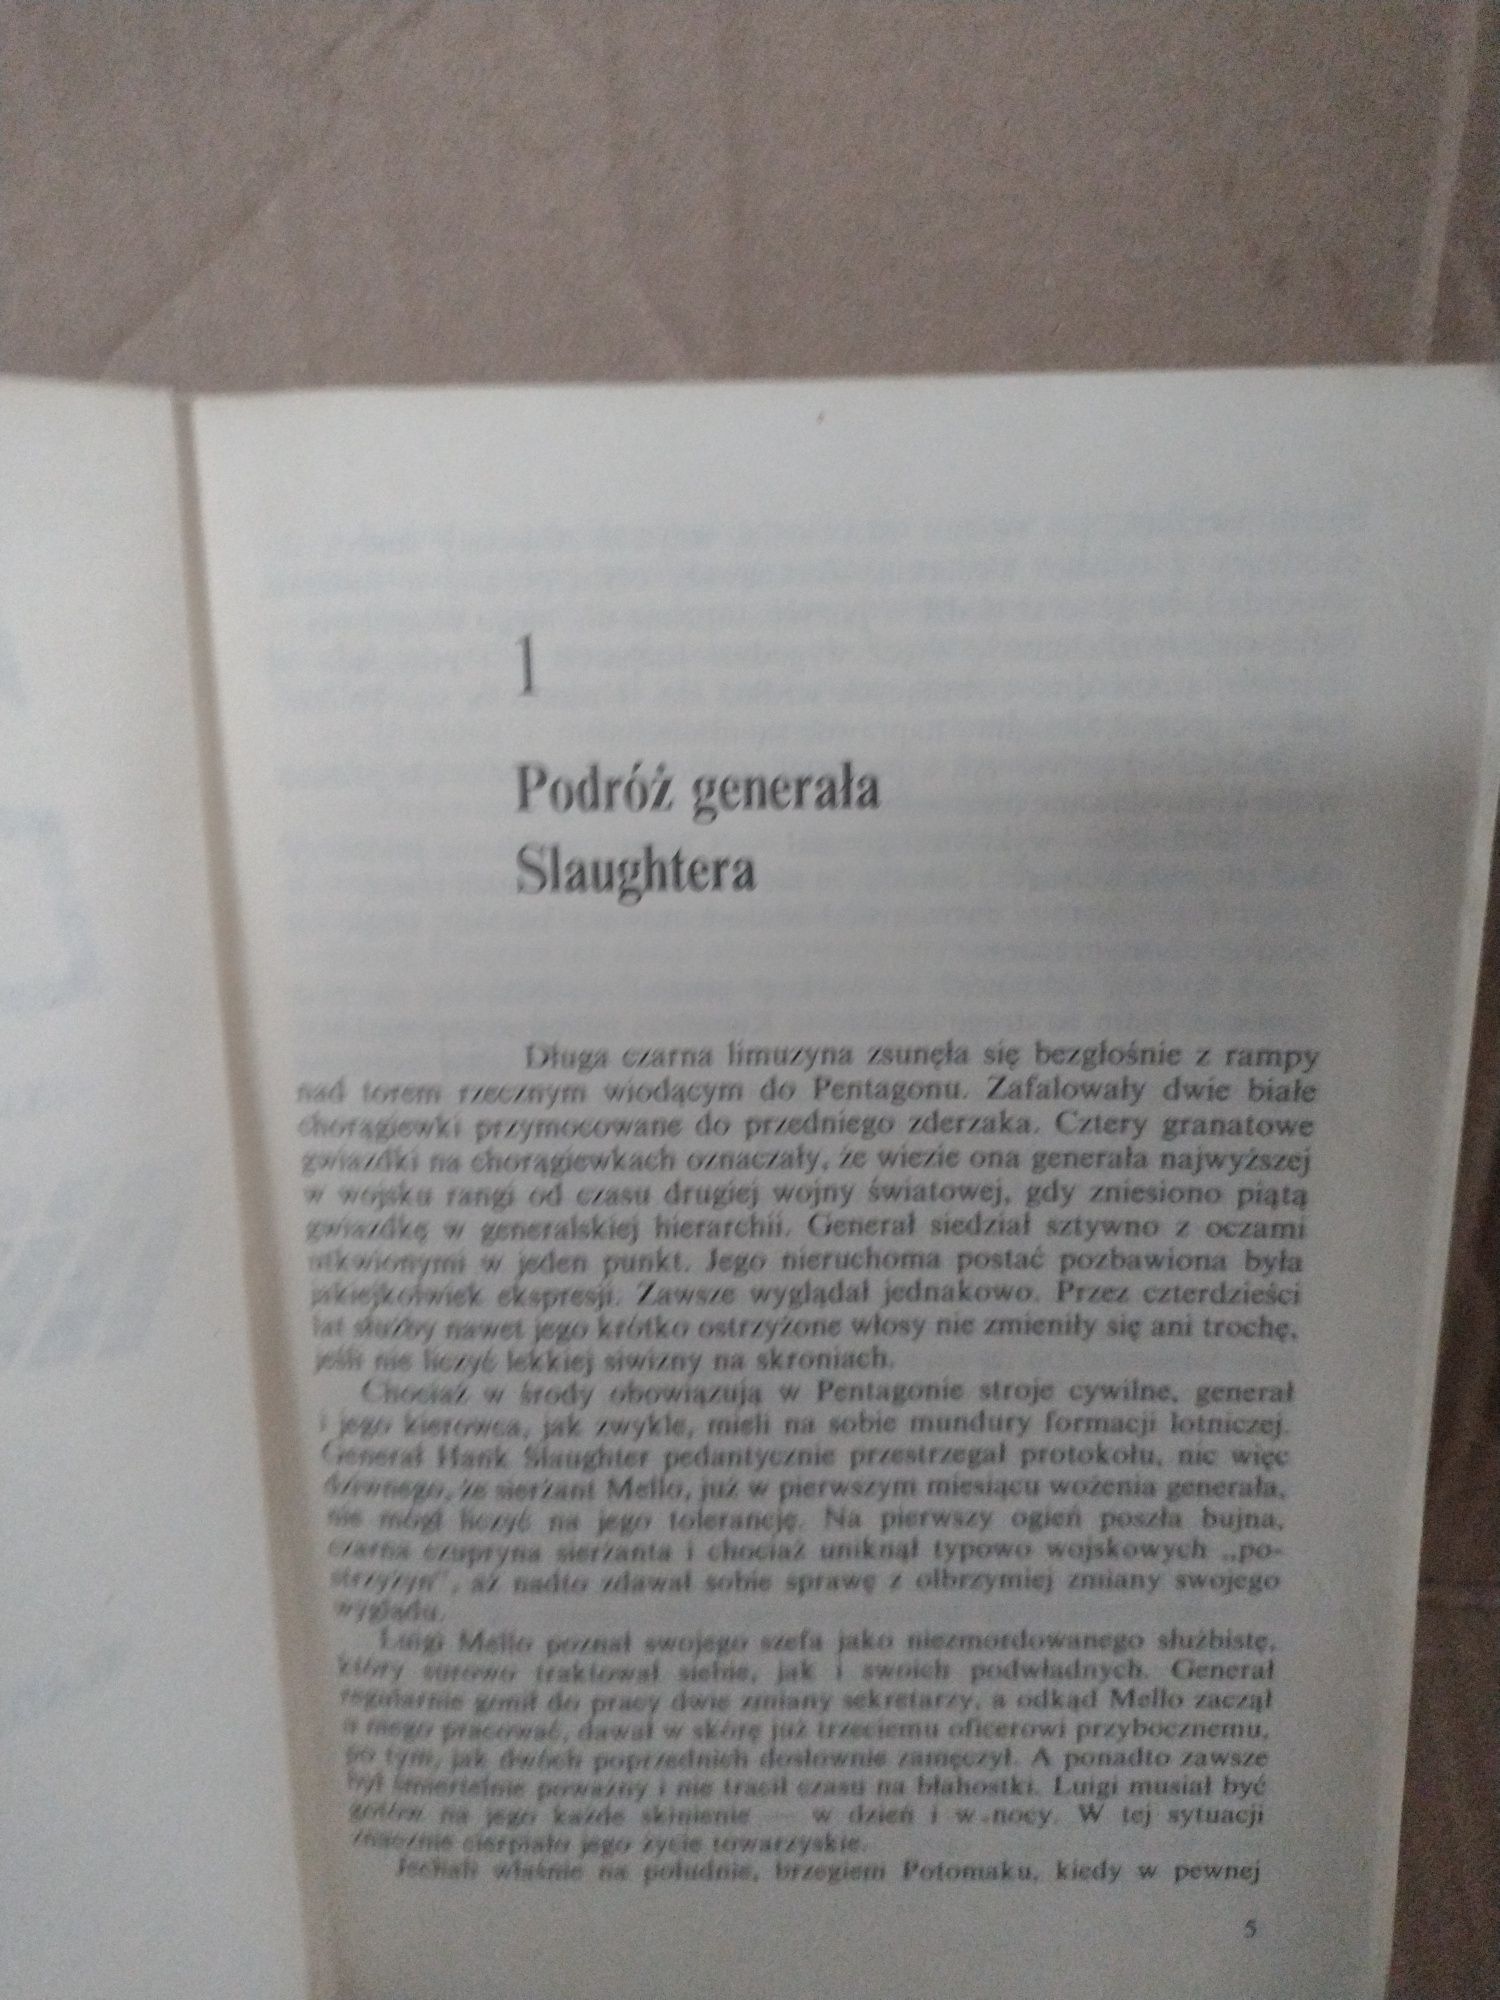 1
Podróż generała
Slaughtera
Długa czarna limuzyna zsunęła się bezgłośnie z rampy
nad torem rzecznym wiodącym do Pentagonu. Zafalowały dwie białe
chorągiewki przymocowane do przedniego zderzaka. Cztery granatowe
gwiazdki na chorągiewkach oznaczały, że wiezie ona generała najwyższej
w wojsku rangi od czasu drugiej wojny światowej, gdy zniesiono piątą
gwiazdkę w generalskiej hierarchii. Generał siedział sztywno z oczami
utkwionymi w jeden punkt. Jego nieruchoma postać pozbawiona była
jakiejkolwiek ekspresji. Zawsze wyglądał jednakowo. Przez czterdzieści
lat służby nawet jego krótko ostrzyżone włosy nie zmieniły się ani trochę,
jeśli nie liczyć lekkiej siwizny na skroniach.
Chociaż w środy obowiązują w Pentagonie stroje cywilne, generał
i jego kierowca, jak zwykle, mieli na sobie mundury formacji lotniczej.
Generał Hank Slaughter pedantycznie przestrzegał protokołu, nic więc
dziwnego, że sierżant Mello, już w pierwszym miesiącu wożenia generała,
nie mógł liczyć na jego tolerancję. Na pierwszy ogień poszła bujna,
czarna czupryna sierżanta i chociaż uniknął typowo wojskowych „po-
strzyżyn", aż nadto zdawał sobie sprawę z olbrzymiej zmiany swojego
wyglądu.
Luigi Mello poznał swojego szefa jako niezmordowanego służbistę,
który surowo traktował siebie, jak i swoich podwładnych. Generał
regularnie gonił do pracy dwie zmiany sekretarzy, a odkąd Mello zaczął
u niego pracować, dawał w skórę już trzeciemu oficerowi przybocznemu,
po tym, jak dwóch poprzednich dosłownie zamęczył. A ponadto zawsze
był śmiertelnie poważny i nie tracił czasu na błahostki. Luigi musiał być
gotów na jego każde skinienie — w dzień i w nocy. W tej sytuacji
znacznie cierpiało jego życie towarzyskie.
Jechali właśnie na południe, brzegiem Potomaku, kiedy w pewnej
5